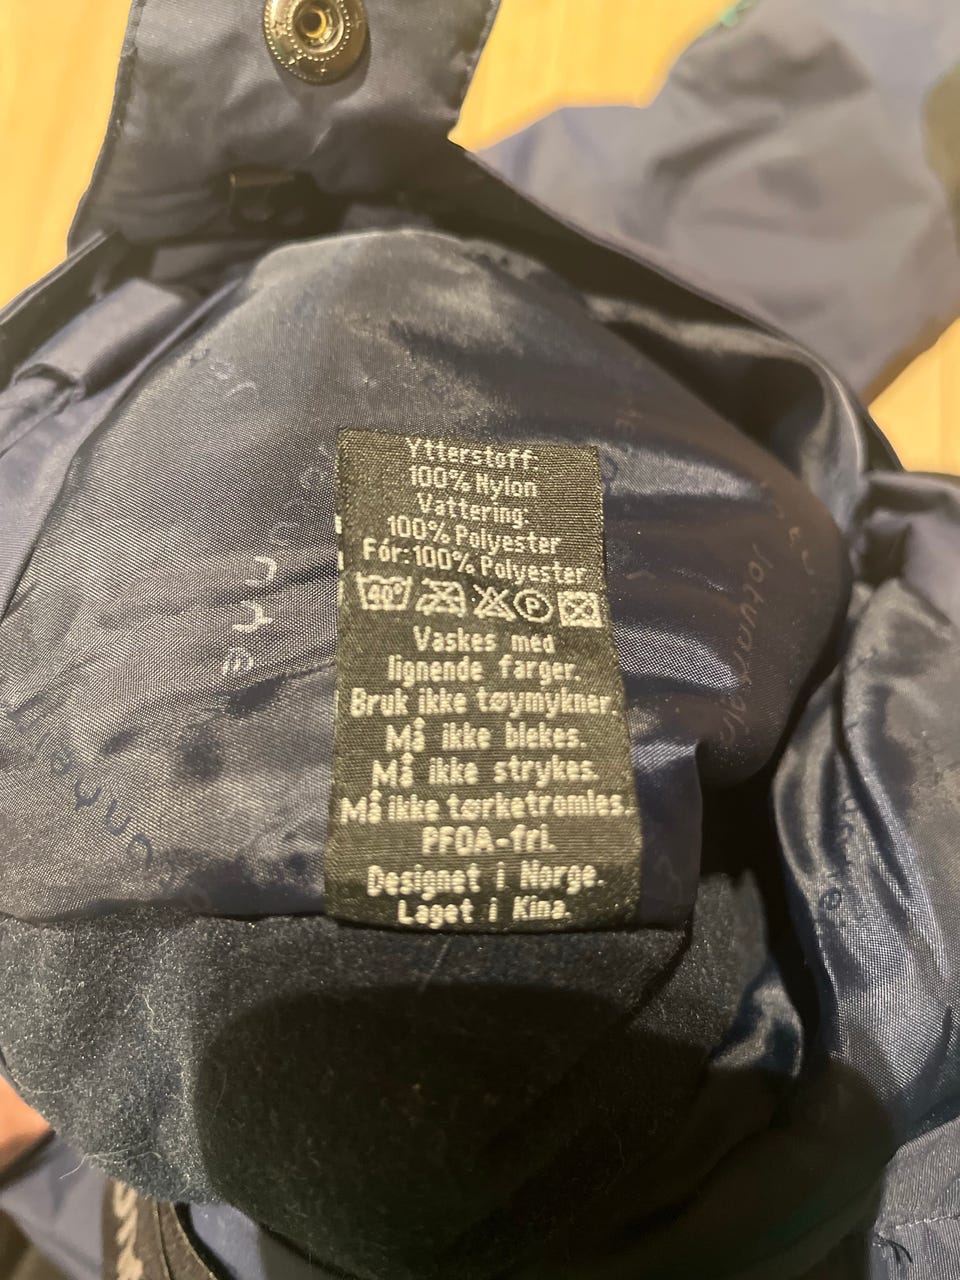 Ytterstoff:
100% Nylon
Vattering:
100% Polyester
Fór: 100% Polyester
40° P
Vaskes med
lignende farger.
Bruk ikke tøymykner.
Må ikke blekes.
Må ikke strykes.
Må ikke tørketromles.
PFOA-fri.
Designet i Norge.
Laget i Kina.